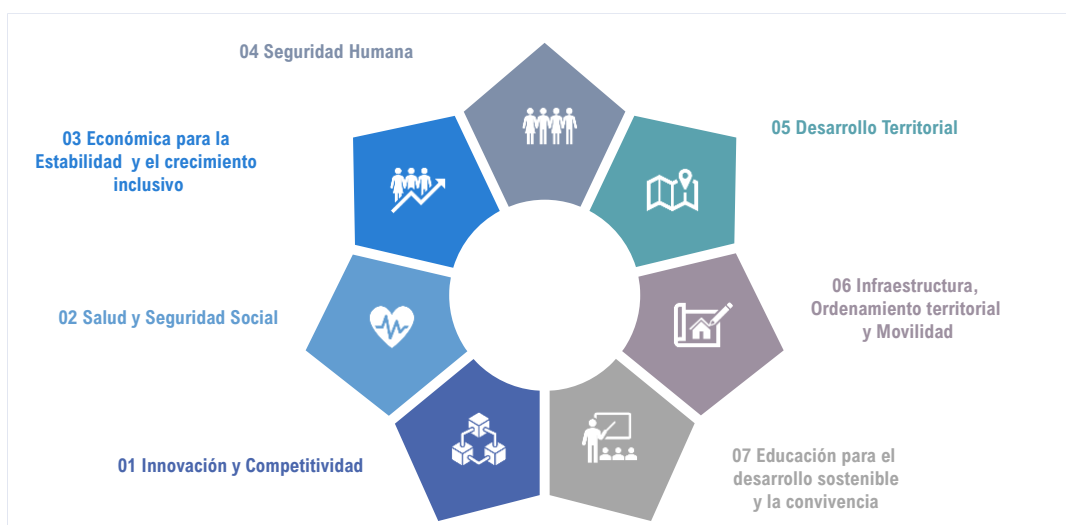 04 Seguridad Humana
03 Económica para la
Estabilidad y el crecimiento
inclusivo
05 Desarrollo Territorial
02 Salud y Seguridad Social
06 Infraestructura,
Ordenamiento territorial
y Movilidad
01 Innovación y Competitividad
07 Educación para el
desarrollo sostenible
y la convivencia